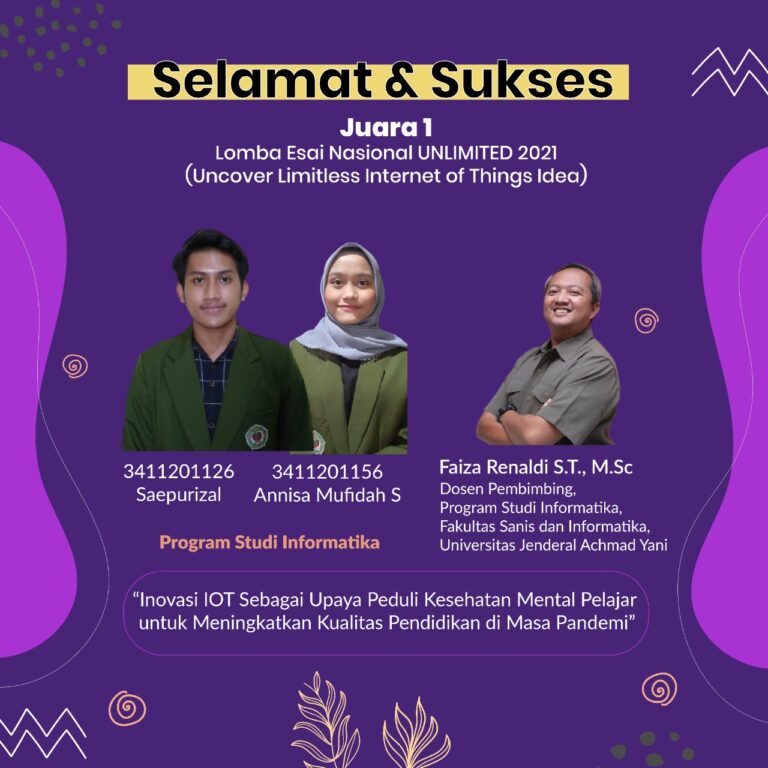 Selamat & Sukses
Juara 1
Lomba Esai Nasional UNLIMITED 2021
(Uncover Limitless Internet of Things Idea)
3411201126
Saepurizal
3411201156
Annisa Mufidah S
Program Studi Informatika
Faiza Renaldi S.T., M.Sc
Dosen Pembimbing,
Program Studi Informatika,
Fakultas Sanis dan Informatika,
Universitas Jenderal Achmad Yani
“Inovasi IOT Sebagai Upaya Peduli Kesehatan Mental Pelajar
untuk Meningkatkan Kualitas Pendidikan di Masa Pandemi”